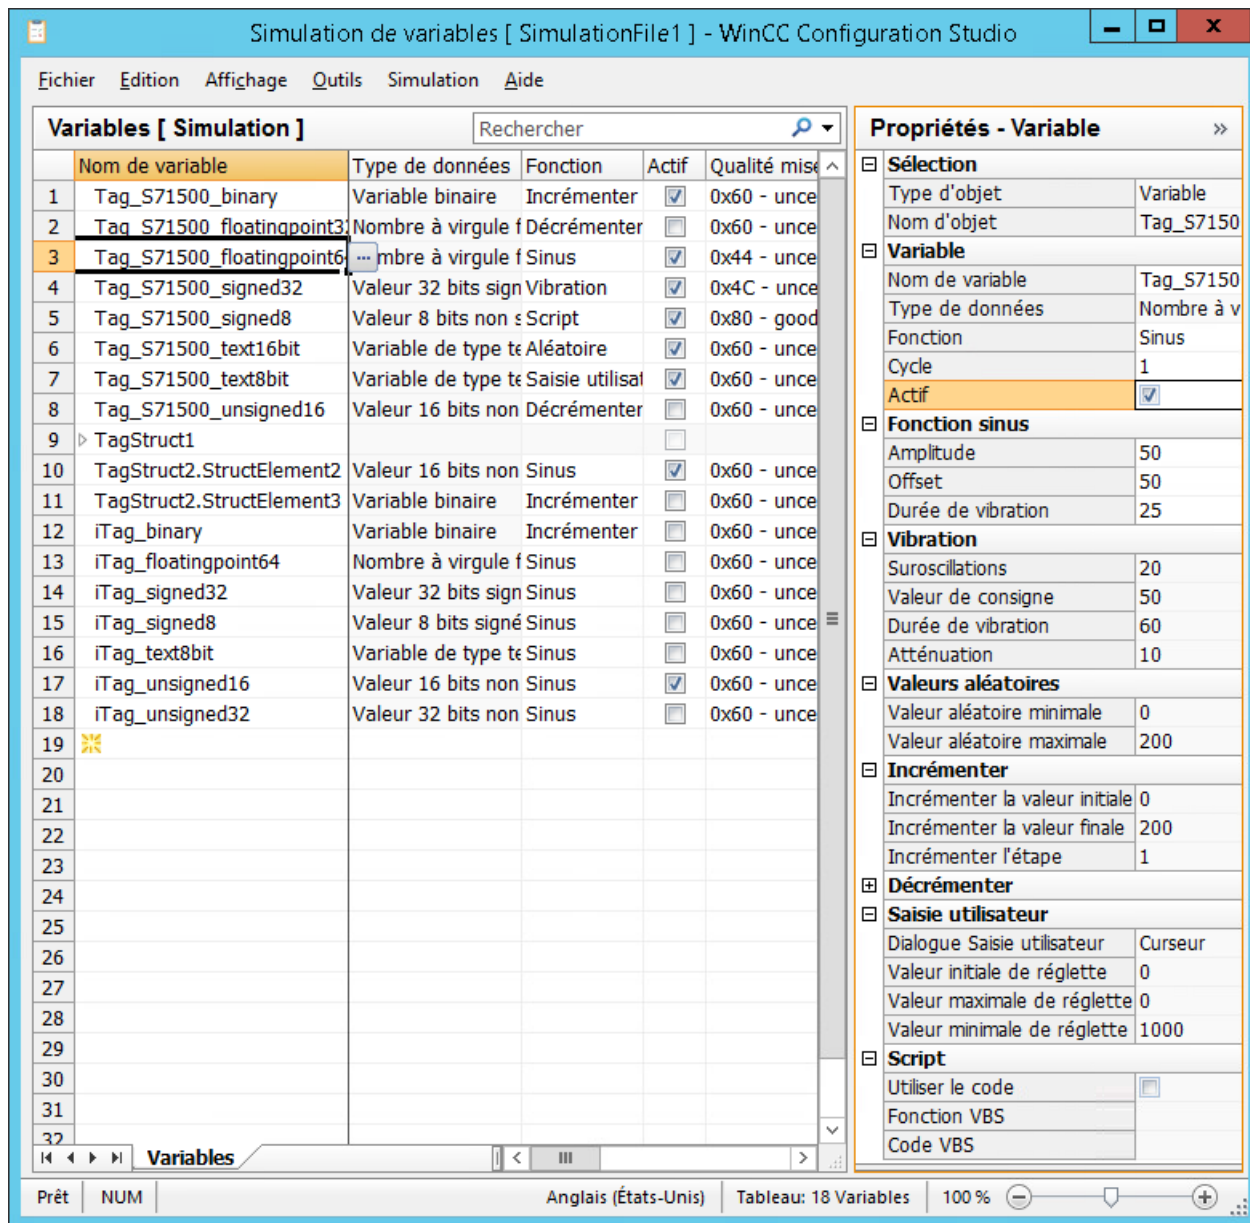 Simulation de variables [ SimulationFile1 ] - WinCC Configuration Studio
Fichier Edition Affichage Outils Simulation Aide
Variables [ Simulation ] Rechercher
Nom de variable Type de données Fonction Actif Qualité mise
1 Tag_S71500_binary Variable binaire Incrémenter 0x60 - unce
2 Tag_S71500_floatingpoint32 Nombre à virgule f Décrémenter 0x60 - unce
3 Tag_S71500_floatingpoint6 ... mbre à virgule f Sinus 0x44 - unce
4 Tag_S71500_signed32 Valeur 32 bits sign Vibration 0x4C - unce
5 Tag_S71500_signed8 Valeur 8 bits non s Script 0x80 - good
6 Tag_S71500_text16bit Variable de type te Aléatoire 0x60 - unce
7 Tag_S71500_text8bit Variable de type te Saisie utilisat 0x60 - unce
8 Tag_S71500_unsigned16 Valeur 16 bits non Décrémenter 0x60 - unce
9 TagStruct1
10 TagStruct2.StructElement2 Valeur 16 bits non Sinus 0x60 - unce
11 TagStruct2.StructElement3 Variable binaire Incrémenter 0x60 - unce
12 iTag_binary Variable binaire Incrémenter 0x60 - unce
13 iTag_floatingpoint64 Nombre à virgule f Sinus 0x60 - unce
14 iTag_signed32 Valeur 32 bits sign Sinus 0x60 - unce
15 iTag_signed8 Valeur 8 bits signé Sinus 0x60 - unce
16 iTag_text8bit Variable de type te Sinus 0x60 - unce
17 iTag_unsigned16 Valeur 16 bits non Sinus 0x60 - unce
18 iTag_unsigned32 Valeur 32 bits non Sinus 0x60 - unce
19
20
21
22
23
24
25
26
27
28
29
30
31
32
Variables
Propriétés - Variable »
Sélection
Type d'objet Variable
Nom d'objet Tag_S7150
Variable
Nom de variable Tag_S7150
Type de données Nombre à v
Fonction Sinus
Cycle 1
Actif
Fonction sinus
Amplitude 50
Offset 50
Durée de vibration 25
Vibration
Suroscillations 20
Valeur de consigne 50
Durée de vibration 60
Atténuation 10
Valeurs aléatoires
Valeur aléatoire minimale 0
Valeur aléatoire maximale 200
Incrémenter
Incrémenter la valeur initiale 0
Incrémenter la valeur finale 200
Incrémenter l'étape 1
Décrémenter
Saisie utilisateur
Dialogue Saisie utilisateur Curseur
Valeur initiale de réglette 0
Valeur maximale de réglette 0
Valeur minimale de réglette 1000
Script
Utiliser le code
Fonction VBS
Code VBS
Prêt NUM Anglais (États-Unis) Tableau: 18 Variables 100 %